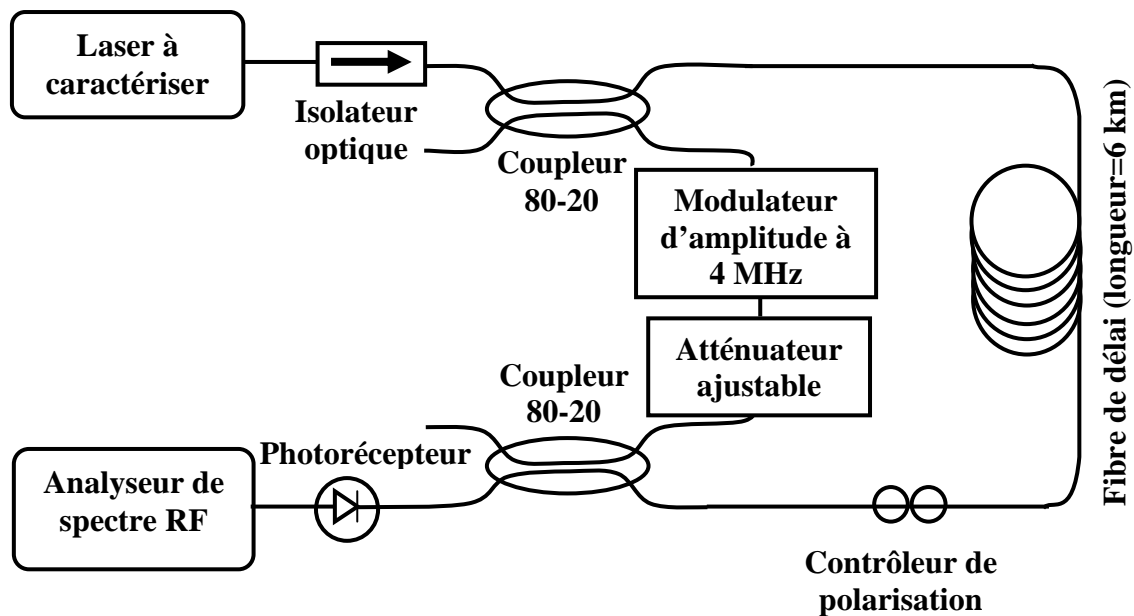 Laser à
caractériser
Isolateur
optique
Coupleur
80-20
Modulateur
d'amplitude à
4 MHz
Atténuateur
ajustable
Fibre de délai (longueur=6 km)
Coupleur
80-20
Photorécepteur
Analyseur de
spectre RF
Contrôleur de
polarisation